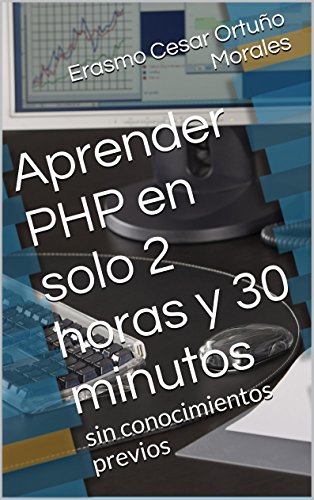 Erasmo Cesar Ortuño
Morales
Aprender
PHP en
solo 2
horas y 30
minutos
sin conocimientos
previos